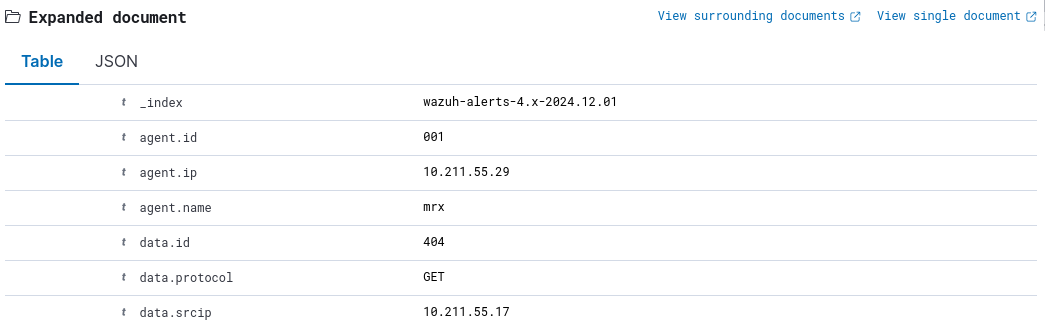 Expanded document View surrounding documents View single document
Table JSON
t _index wazuh-alerts-4.x-2024.12.01
t agent.id 001
t agent.ip 10.211.55.29
t agent.name mrx
t data.id 404
t data.protocol GET
t data.srcip 10.211.55.17